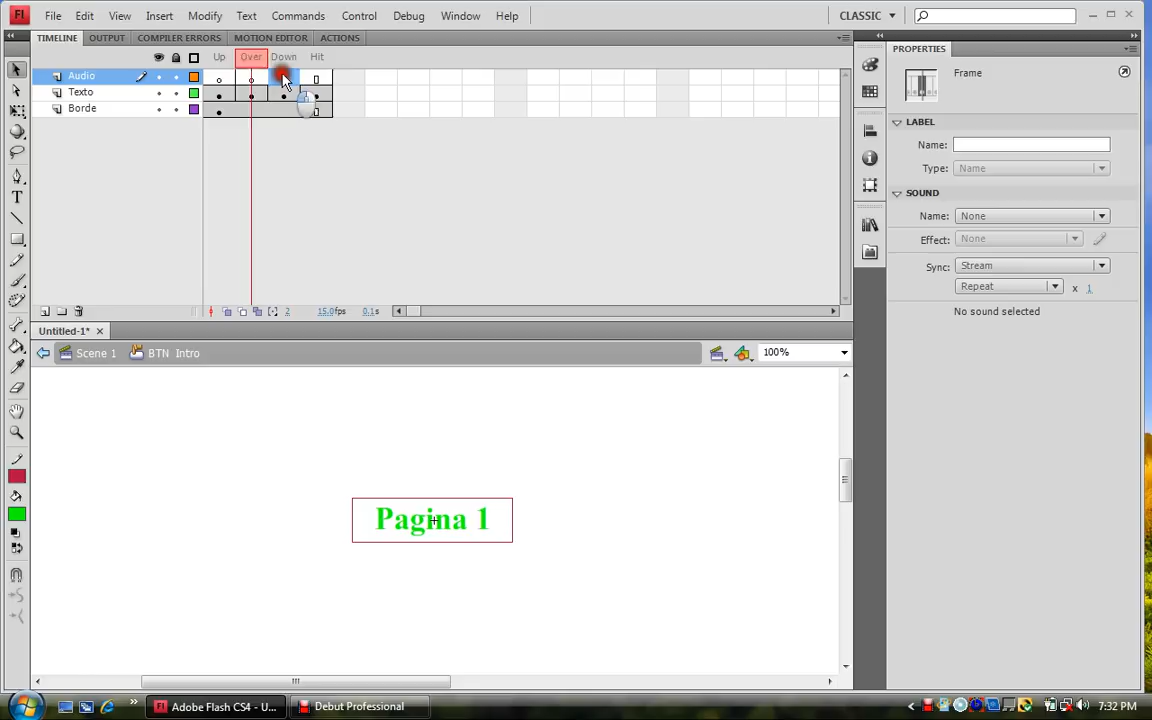 Fl File Edit View Insert Modify Text Commands Control Debug Window Help CLASSIC
TIMELINE OUTPUT COMPILER ERRORS MOTION EDITOR ACTIONS
PROPERTIES
Up Over Down Hit
Audio
Texto
Borde
Frame
LABEL
Name:
Type: Name
SOUND
Name: None
Effect: None
Sync: Stream
Repeat x 1
No sound selected
2 15.0fps 0.1s
Untitled-1*
Scene 1 BTN Intro 100%
Pagina 1
Fl Adobe Flash CS4 - U... Debut Professional 7:32 PM